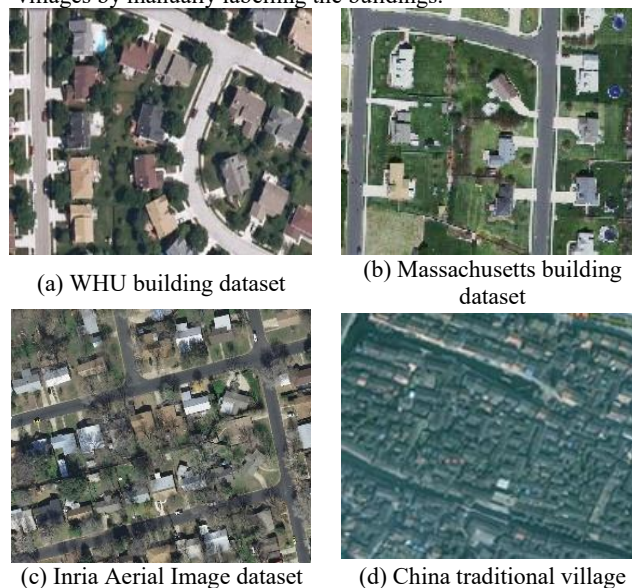 villages by manually labeling the buildings.
(a) WHU building dataset
(b) Massachusetts building
dataset
(c) Inria Aerial Image dataset
(d) China traditional village